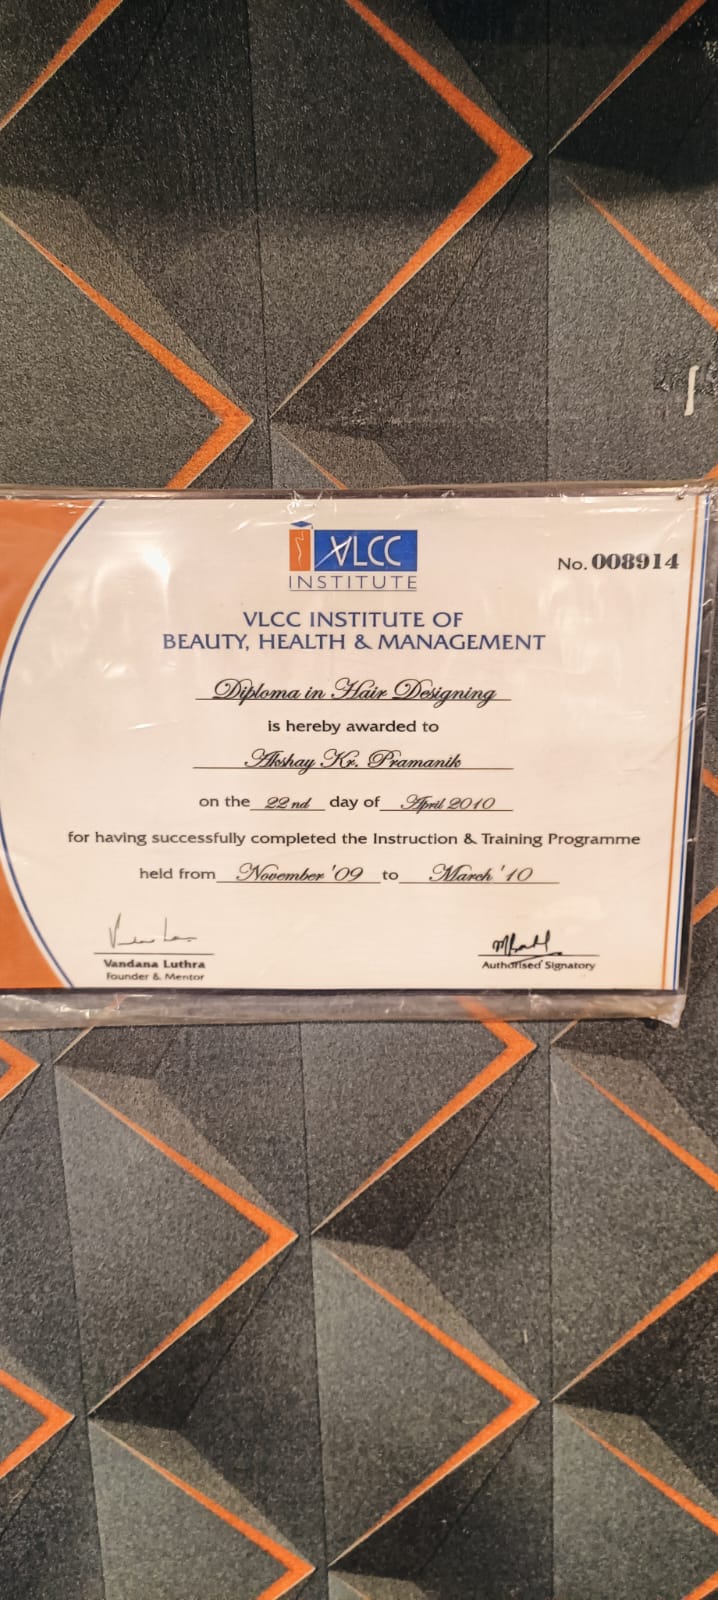 VLCC
INSTITUTE
No. 008914
VLCC INSTITUTE OF
BEAUTY, HEALTH & MANAGEMENT
Diploma in Hair Designing
is hereby awarded to
Akshay Kr. Pramanik
on the 22nd day of April 2010
for having successfully completed the Instruction & Training Programme
held from November '09 to March '10
Vandana Luthra
Founder & Mentor
Authorised Signatory